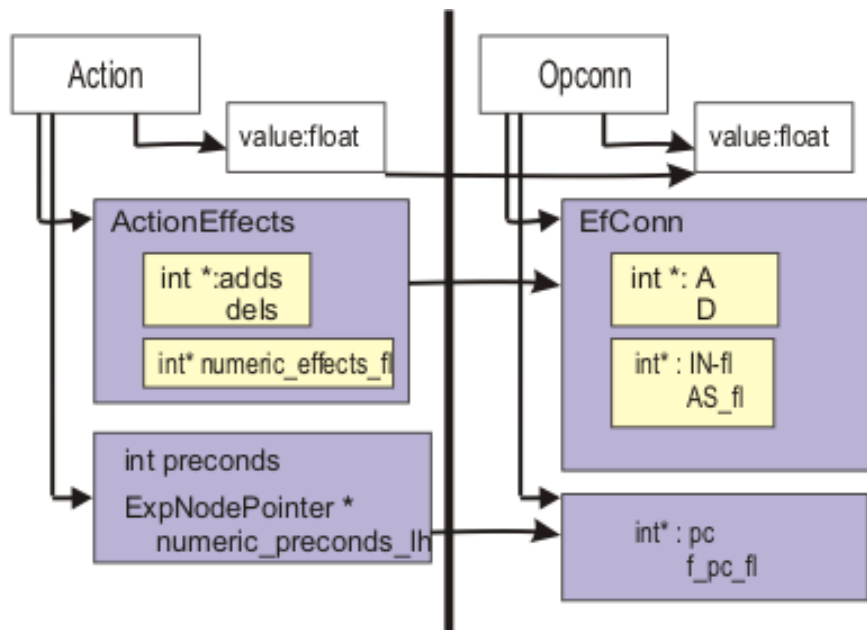 Action
value:float
ActionEffects
int *:adds
dels
int* numeric_effects_fl
int preconds
ExpNodePointer *
numeric_preconds_lh
Opconn
value:float
EfConn
int *: A
D
int* : IN-fl
AS_fl
int* : pc
f_pc_fl